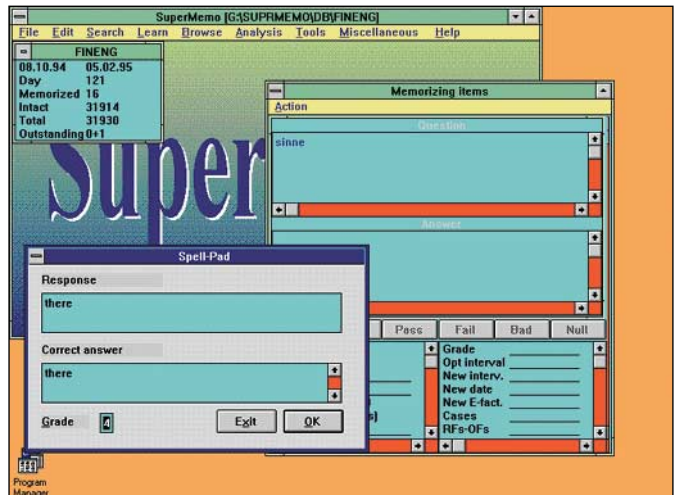 SuperMemo [G:\SUPRMEMO\DB\FINENG]
File Edit Search Learn Browse Analysis Tools Miscellaneous Help
FINENG
08.10.94 05.02.95
Day 121
Memorized 16
Intact 31914
Total 31930
Outstanding 0+1
Super
Memorizing items
Action
Question
sinne
Answer
Pass Fail Bad Null
Grade
Opt interval
New interv.
New date
New E-fact.
Cases
RFs-OFs
Spell-Pad
Response
there
Correct answer
there
Grade 4 Exit OK
Program
Manager